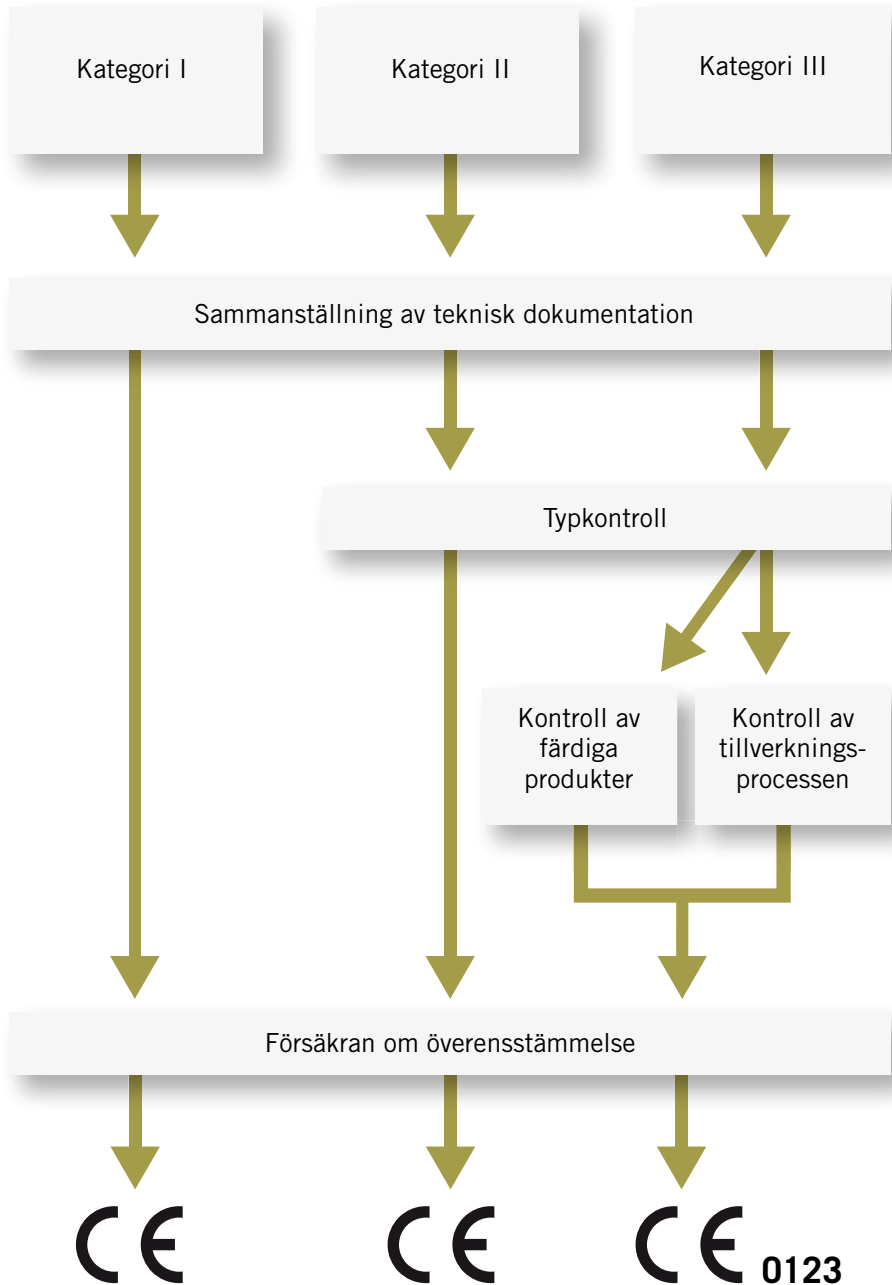 Kategori I
Kategori II
Kategori III
Sammanställning av teknisk dokumentation
Typkontroll
Kontroll av
färdiga
produkter
Kontroll av
tillverknings-
processen
Försäkran om överensstämmelse
CE
CE
CE 0123